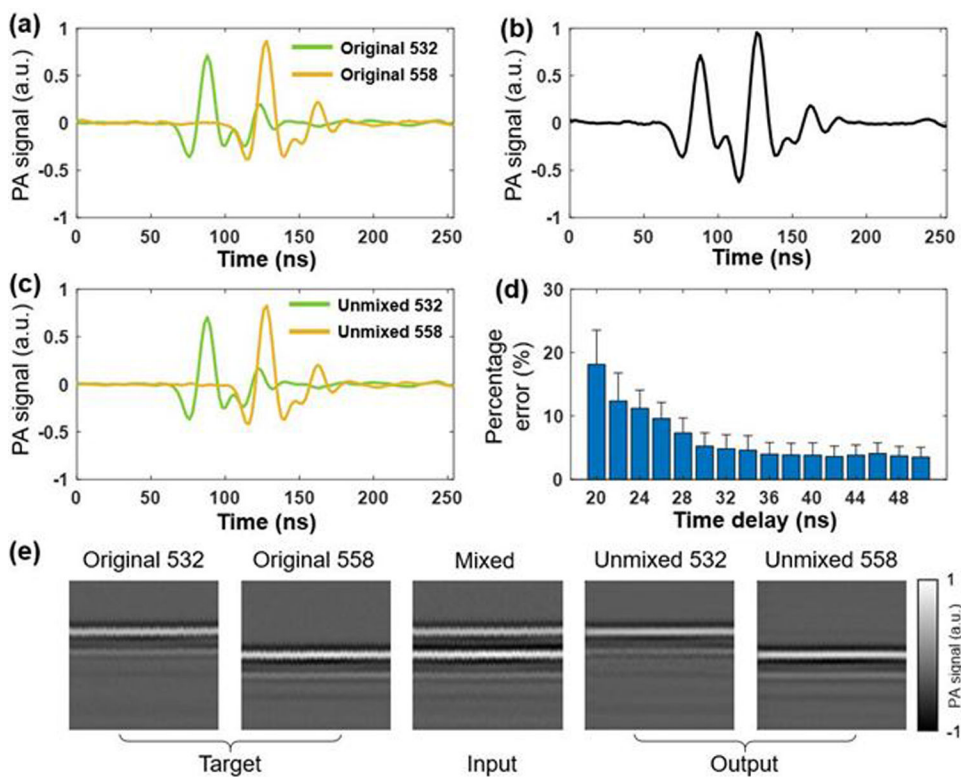 (a)
1
0.5
0
-0.5
-1
PA signal (a.u.)
Original 532
Original 558
0 50 100 150 200 250
Time (ns)
(b)
1
0.5
0
-0.5
-1
PA signal (a.u.)
0 50 100 150 200 250
Time (ns)
(c)
1
0.5
0
-0.5
-1
PA signal (a.u.)
Unmixed 532
Unmixed 558
0 50 100 150 200 250
Time (ns)
(d)
30
20
10
0
Percentage
error (%)
20 24 28 32 36 40 44 48
Time delay (ns)
(e)
Original 532 Original 558 Mixed Unmixed 532 Unmixed 558
1
PA signal (a.u.)
-1
Target Input Output